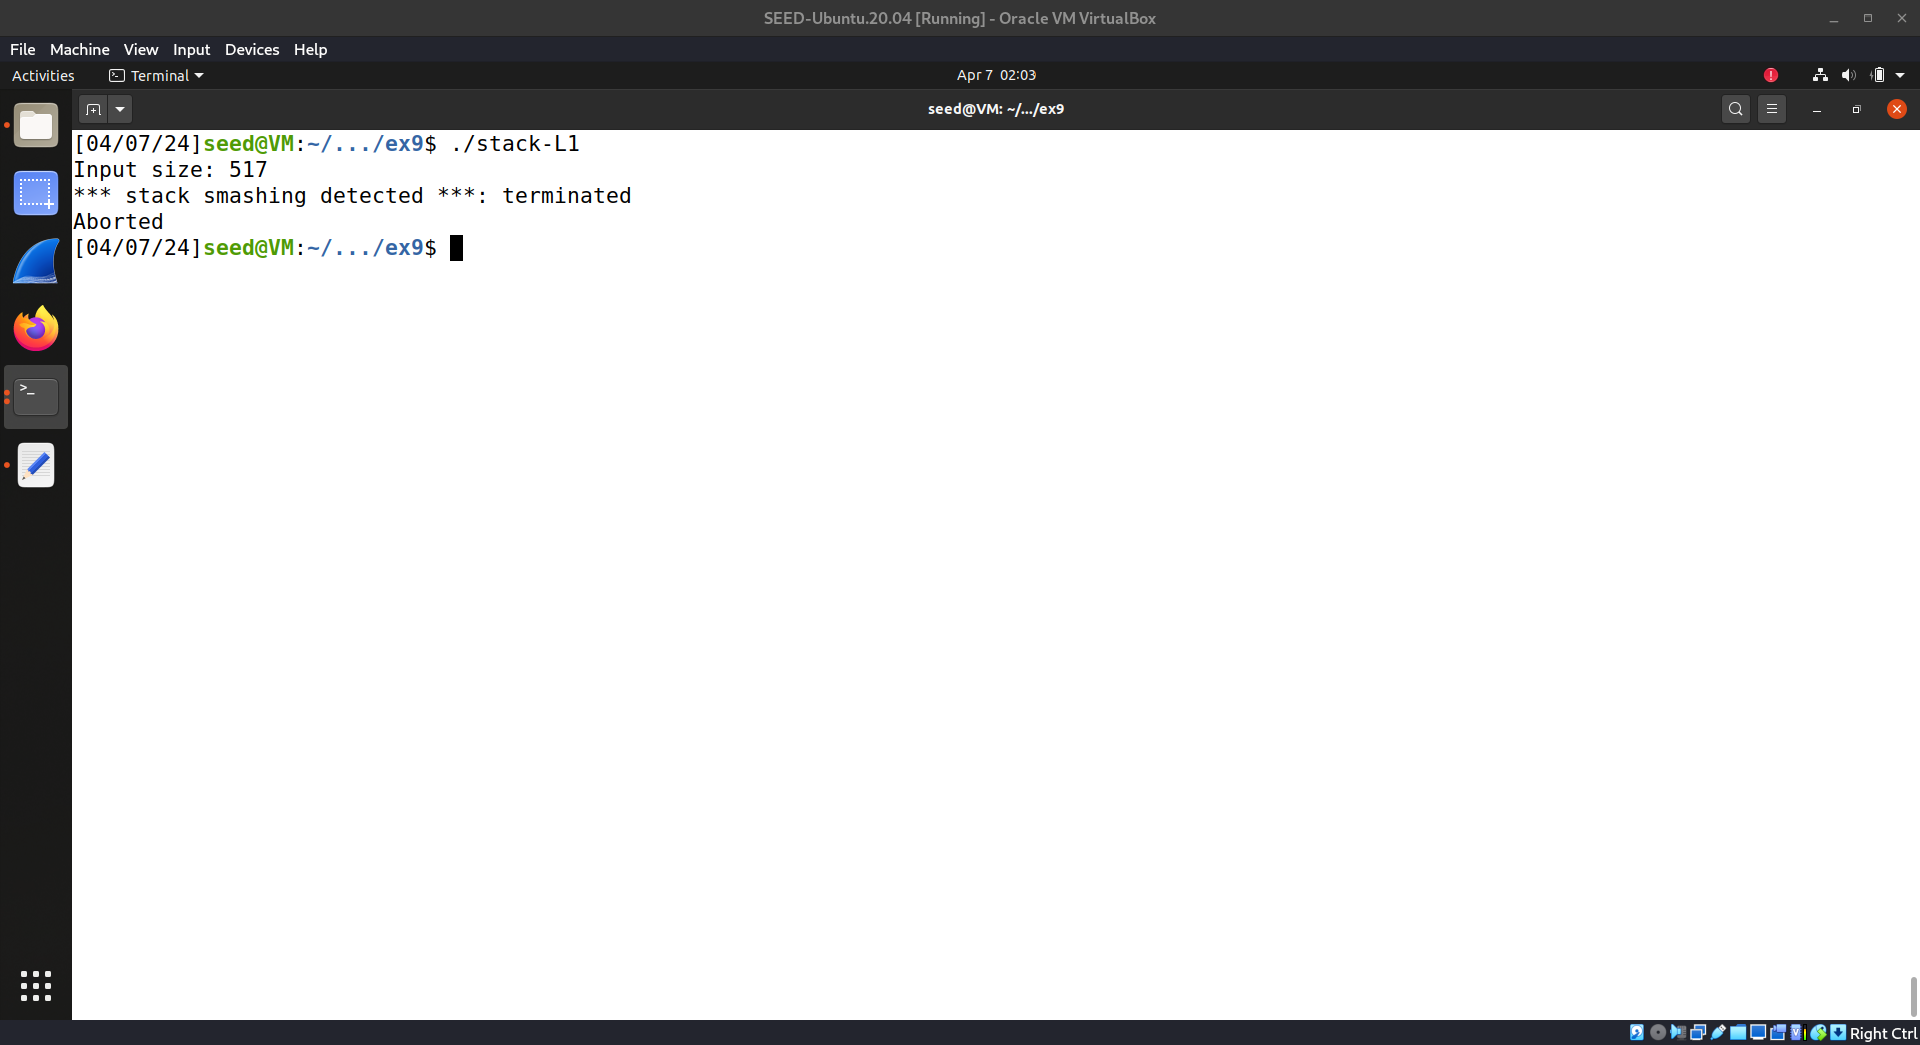 SEED-Ubuntu.20.04 [Running] - Oracle VM VirtualBox
File Machine View Input Devices Help
Activities Terminal Apr 7 02:03
seed@VM: ~/.../ex9
[04/07/24]seed@VM:~/.../ex9$ ./stack-L1
Input size: 517
*** stack smashing detected ***: terminated
Aborted
[04/07/24]seed@VM:~/.../ex9$
Right Ctrl